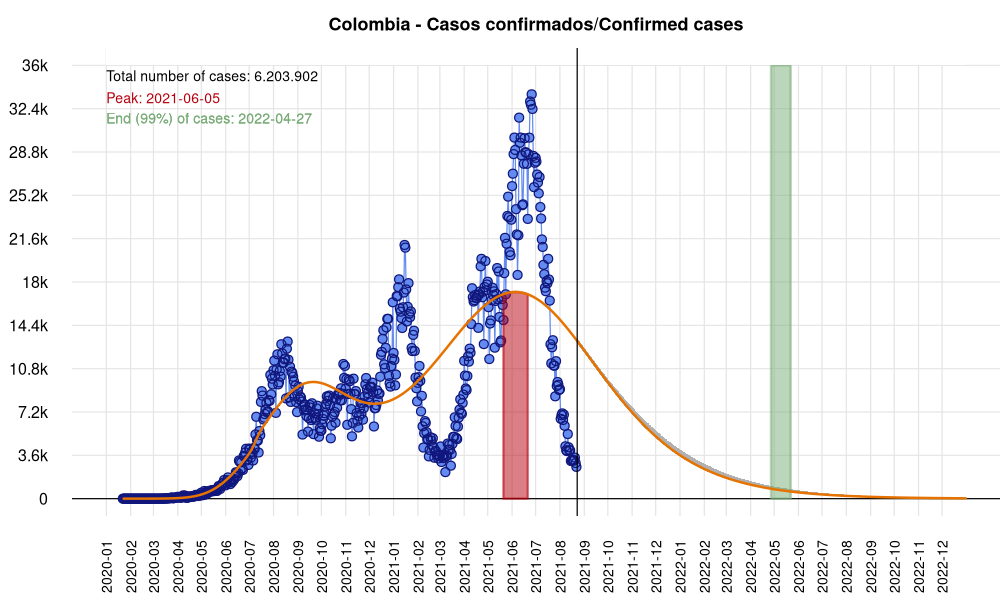 Colombia - Casos confirmados/Confirmed cases
Total number of cases: 6.203.902
Peak: 2021-06-05
End (99%) of cases: 2022-04-27
36k
32.4k
28.8k
25.2k
21.6k
18k
14.4k
10.8k
7.2k
3.6k
0
2020-01
2020-02
2020-03
2020-04
2020-05
2020-06
2020-07
2020-08
2020-09
2020-10
2020-11
2020-12
2021-01
2021-02
2021-03
2021-04
2021-05
2021-06
2021-07
2021-08
2021-09
2021-10
2021-11
2021-12
2022-01
2022-02
2022-03
2022-04
2022-05
2022-06
2022-07
2022-08
2022-09
2022-10
2022-11
2022-12